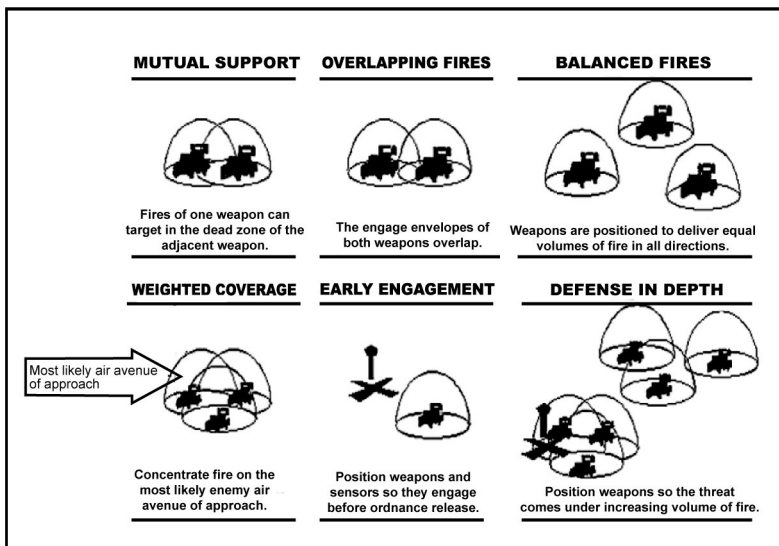 MUTUAL SUPPORT
Fires of one weapon can
target in the dead zone of the
adjacent weapon.
OVERLAPPING FIRES
The engage envelopes of
both weapons overlap.
BALANCED FIRES
Weapons are positioned to deliver equal
volumes of fire in all directions.
WEIGHTED COVERAGE
Most likely air avenue
of approach
Concentrate fire on the
most likely enemy air
avenue of approach.
EARLY ENGAGEMENT
Position weapons and
sensors so they engage
before ordnance release.
DEFENSE IN DEPTH
Position weapons so the threat
comes under increasing volume of fire.